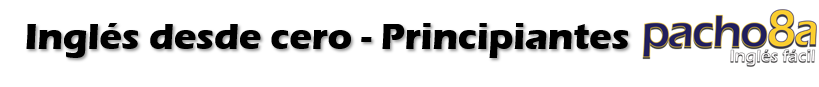 Inglés desde cero - Principiantes pacho8a
Inglés fácil